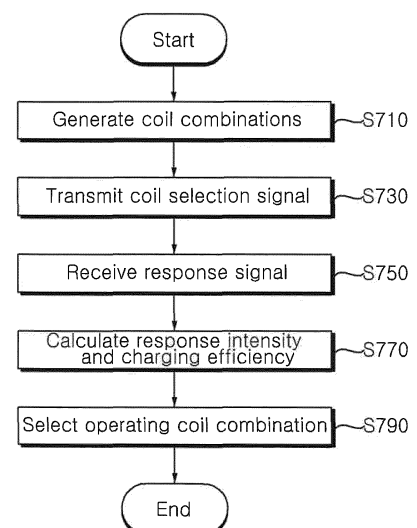 Start
Generate coil combinations S710
Transmit coil selection signal S730
Receive response signal S750
Calculate response intensity
and charging efficiency S770
Select operating coil combination S790
End